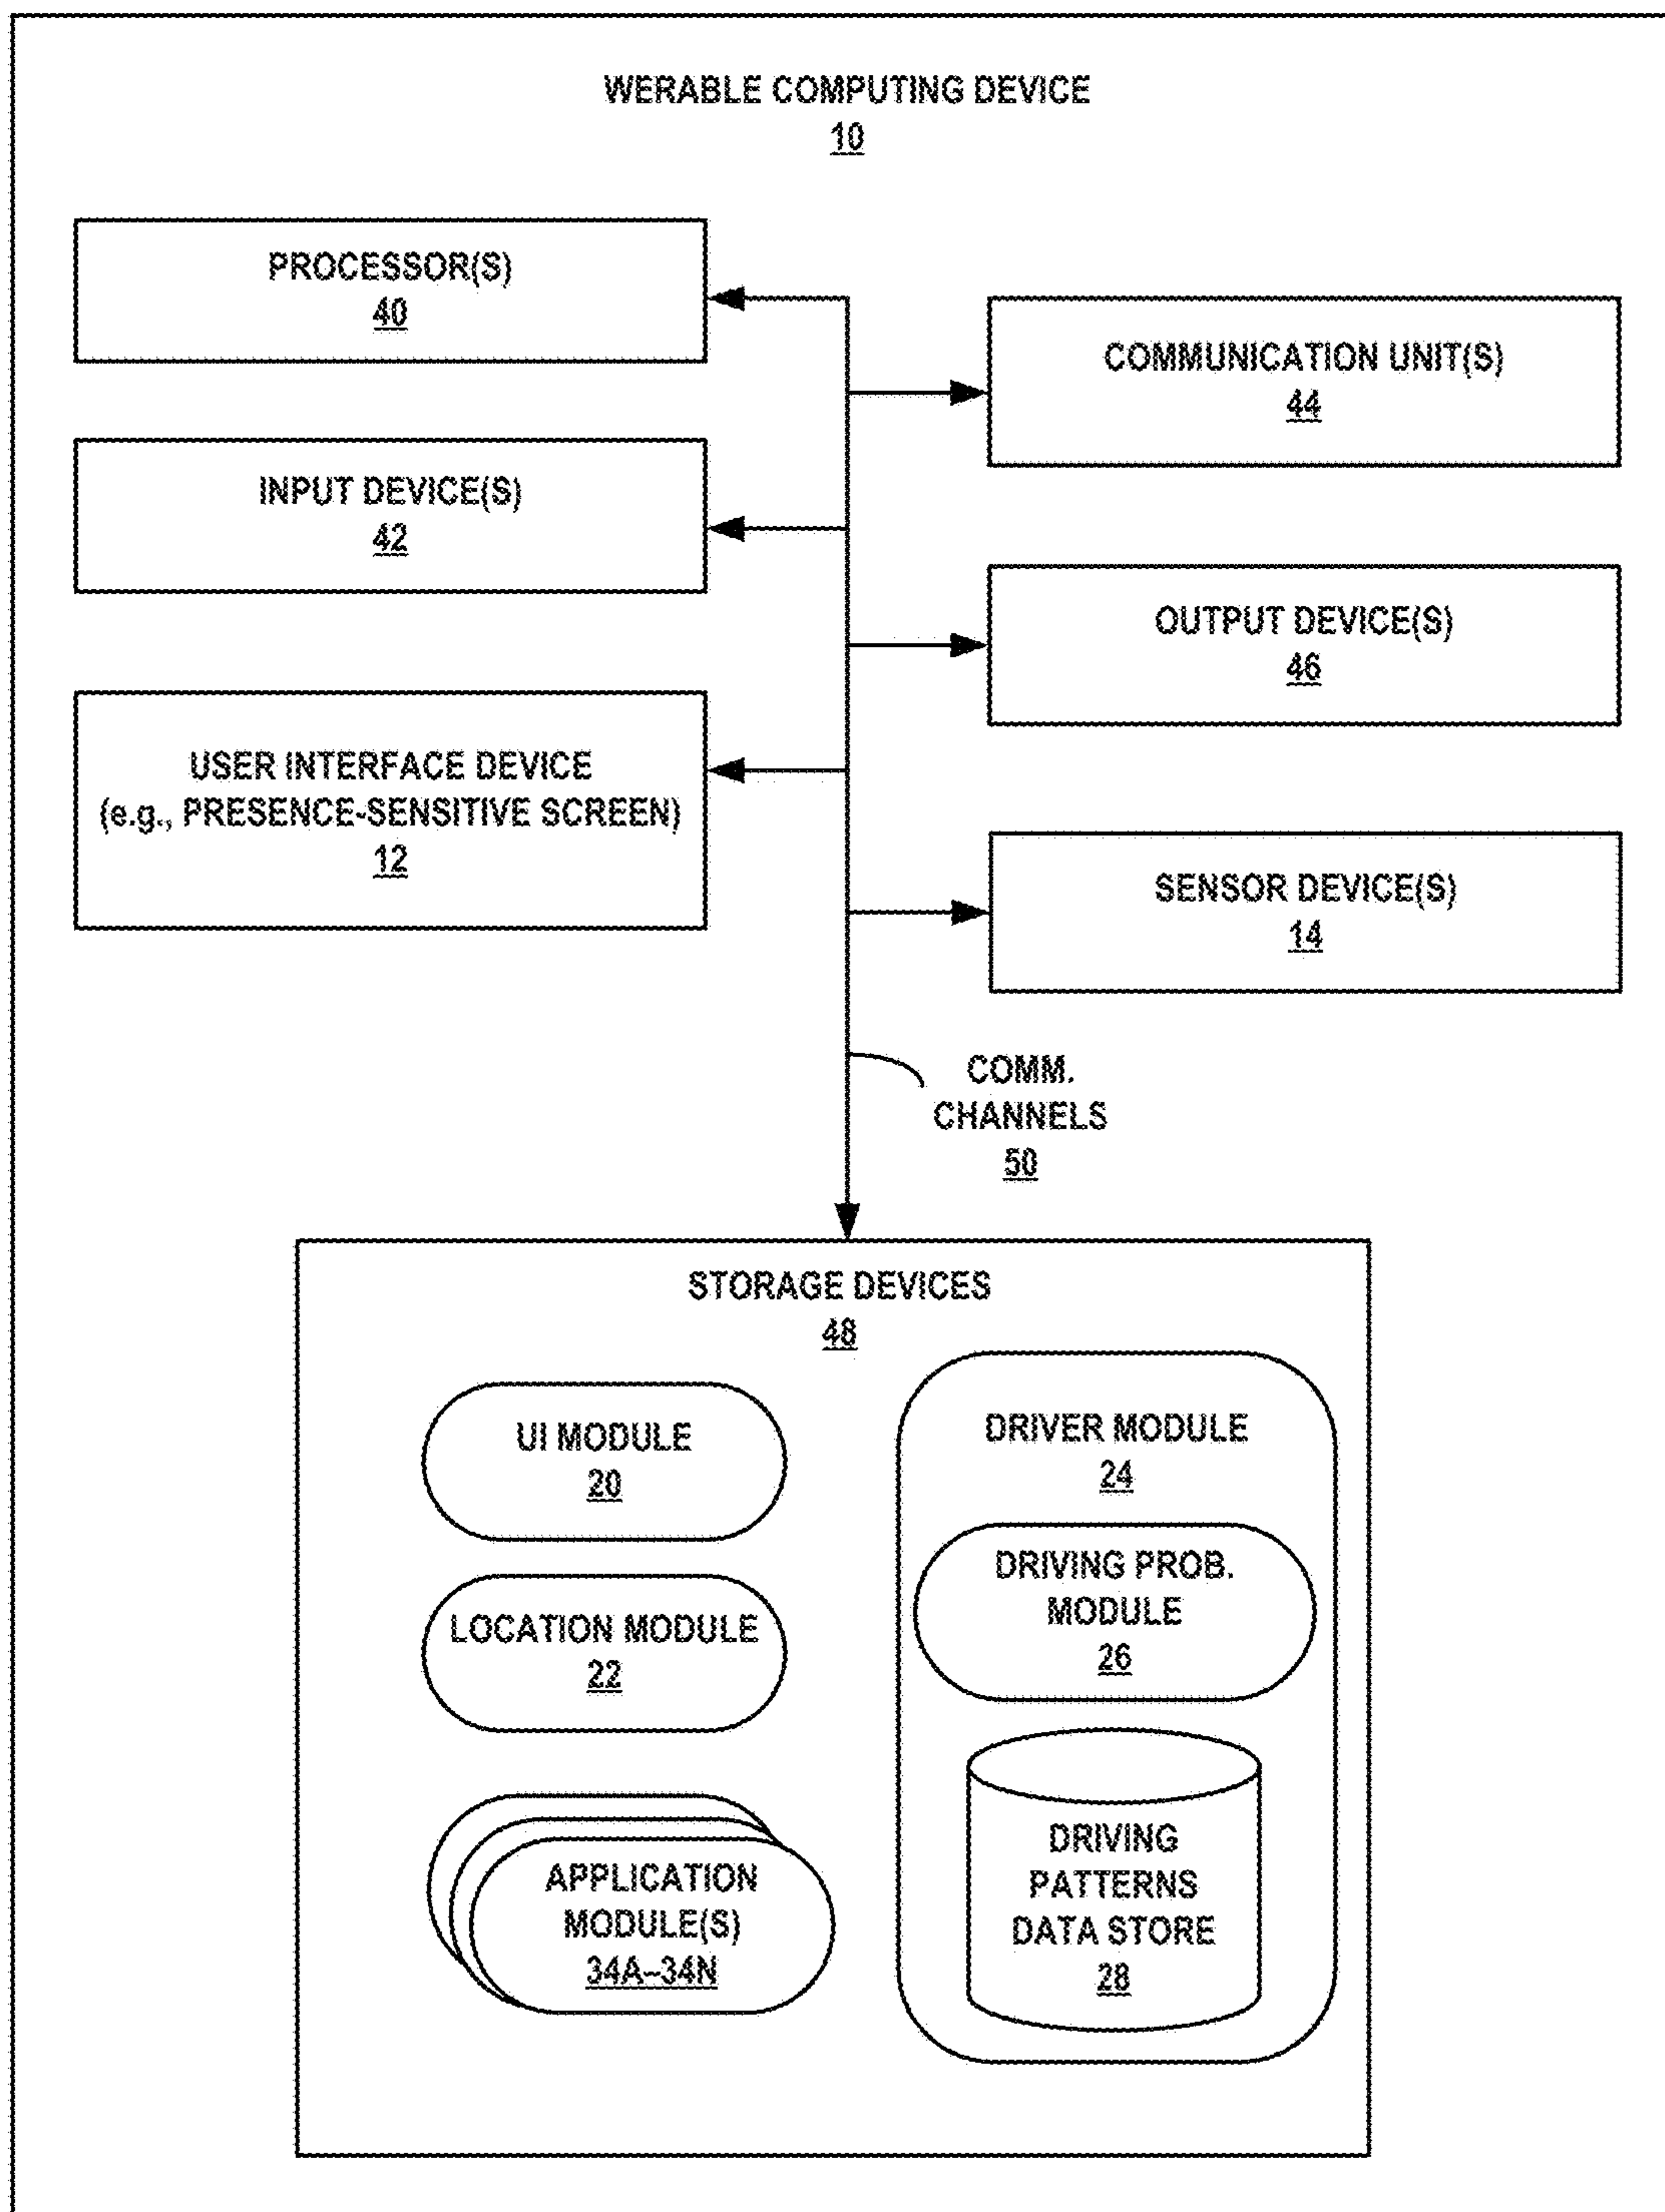 WERABLE COMPUTING DEVICE
10
PROCESSOR(S)
40
COMMUNICATION UNIT(S)
44
INPUT DEVICE(S)
42
OUTPUT DEVICE(S)
46
USER INTERFACE DEVICE
(e.g., PRESENCE-SENSITIVE SCREEN)
12
SENSOR DEVICE(S)
14
COMM.
CHANNELS
50
STORAGE DEVICES
48
UI MODULE
20
LOCATION MODULE
22
APPLICATION
MODULE(S)
34A–34N
DRIVER MODULE
24
DRIVING PROB.
MODULE
26
DRIVING
PATTERNS
DATA STORE
28